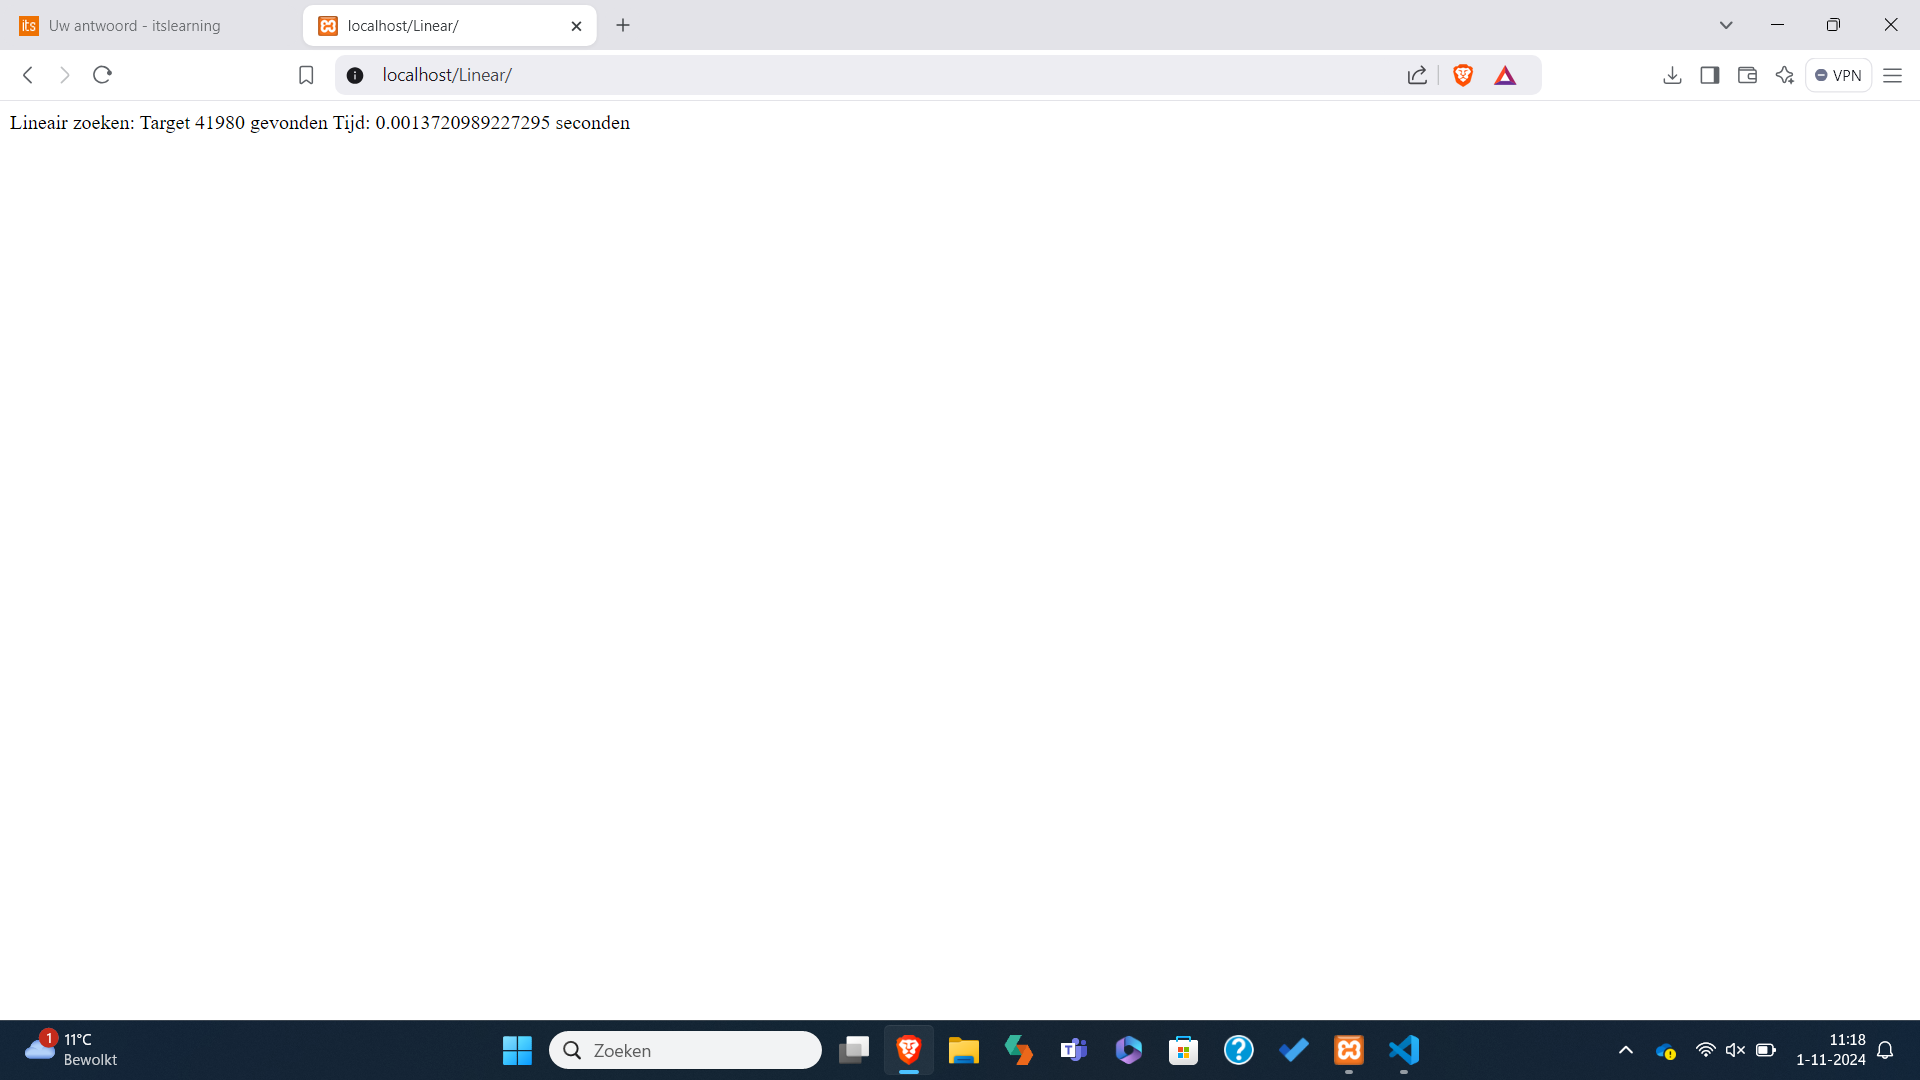 its Uw antwoord - itslearning
localhost/Linear/
localhost/Linear/
VPN
Lineair zoeken: Target 41980 gevonden Tijd: 0.0013720989227295 seconden
1
11°C
Bewolkt
Zoeken
11:18
1-11-2024